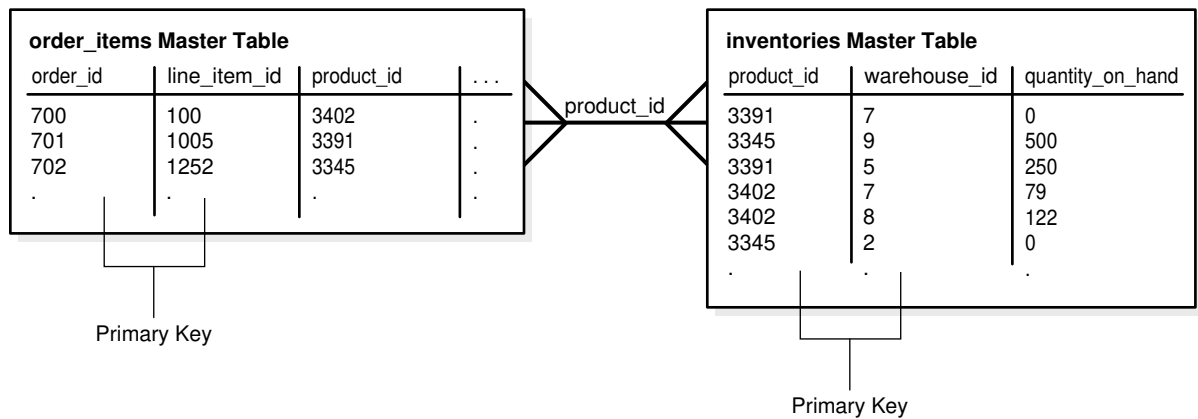 order_items Master Table
order_id line_item_id product_id . . .
700 100 3402 .
701 1005 3391 .
702 1252 3345 .
. . . .
Primary Key
product_id
inventories Master Table
product_id warehouse_id quantity_on_hand
3391 7 0
3345 9 500
3391 5 250
3402 7 79
3402 8 122
3345 2 0
. . .
Primary Key